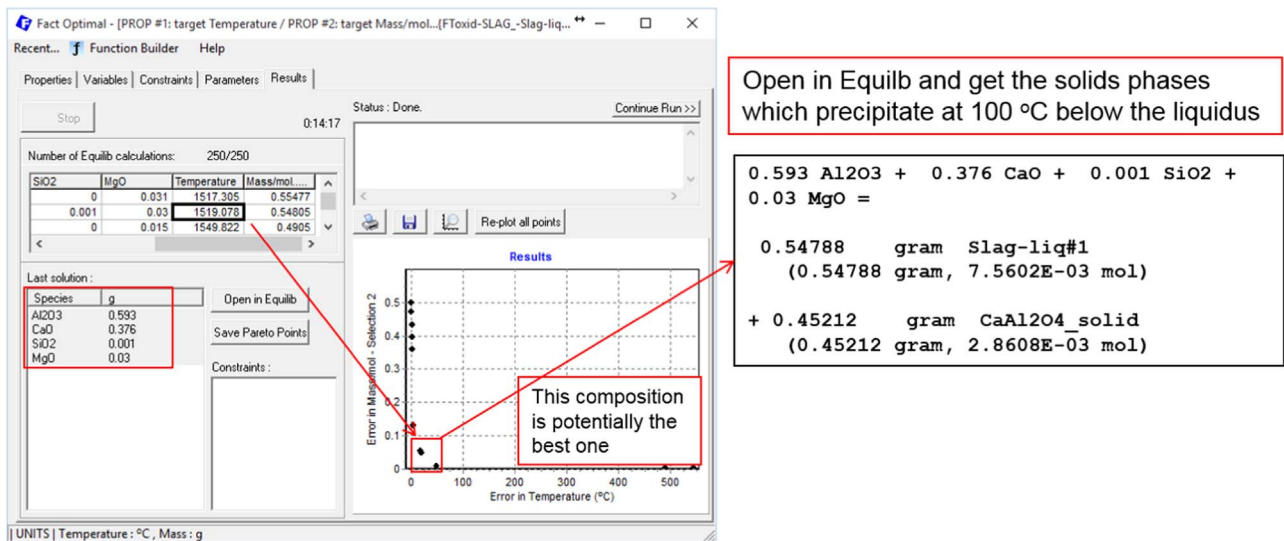 Fact Optimal - [PROP #1: target Temperature / PROP #2: target Mass/mol...(FToxid-SLAG_-Slag-liq...
Recent... f Function Builder Help
Properties Variables Constraints Parameters Results
Stop
0:14:17
Number of Equilib calculations: 250/250
SiO2 MgO Temperature Mass/mol.....
0 0.031 1517.305 0.55477
0.001 0.03 1519.078 0.54805
0 0.015 1549.822 0.4905
Last solution :
Species g
Al2O3 0.593
CaO 0.376
SiO2 0.001
MgO 0.03
Open in Equilib
Save Pareto Points
Constraints :
Status : Done.
Continue Run >>
Re-plot all points
Results
Error in Mass/mol - Selection 2
0.5
0.4
0.3
0.2
0.1
0
0 100 200 300 400 500
Error in Temperature (ºC)
This composition
is potentially the
best one
UNITS | Temperature : ºC , Mass : g
Open in Equilb and get the solids phases
which precipitate at 100 ºC below the liquidus
0.593 Al2O3 + 0.376 CaO + 0.001 SiO2 +
0.03 MgO =
0.54788 gram Slag-liq#1
(0.54788 gram, 7.5602E-03 mol)
+ 0.45212 gram CaAl2O4_solid
(0.45212 gram, 2.8608E-03 mol)